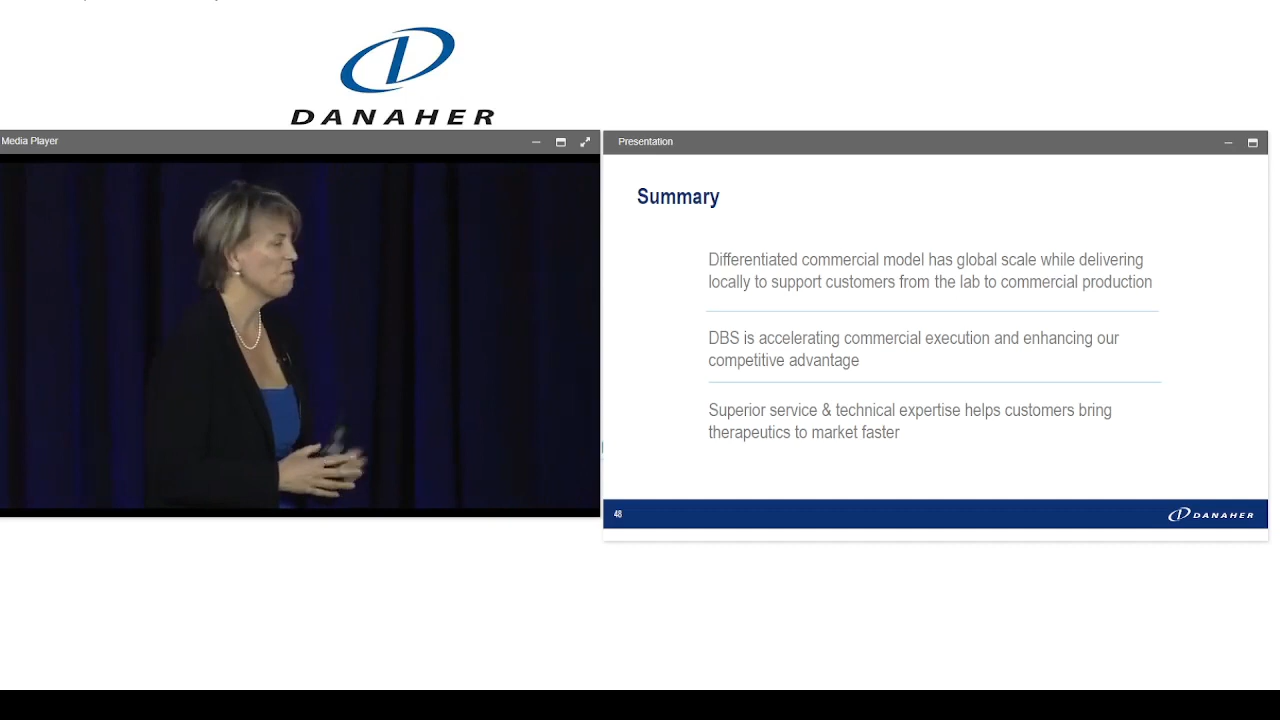 DANAHER
Media Player
Presentation
Summary
Differentiated commercial model has global scale while delivering
locally to support customers from the lab to commercial production
DBS is accelerating commercial execution and enhancing our
competitive advantage
Superior service & technical expertise helps customers bring
therapeutics to market faster
48
DANAHER